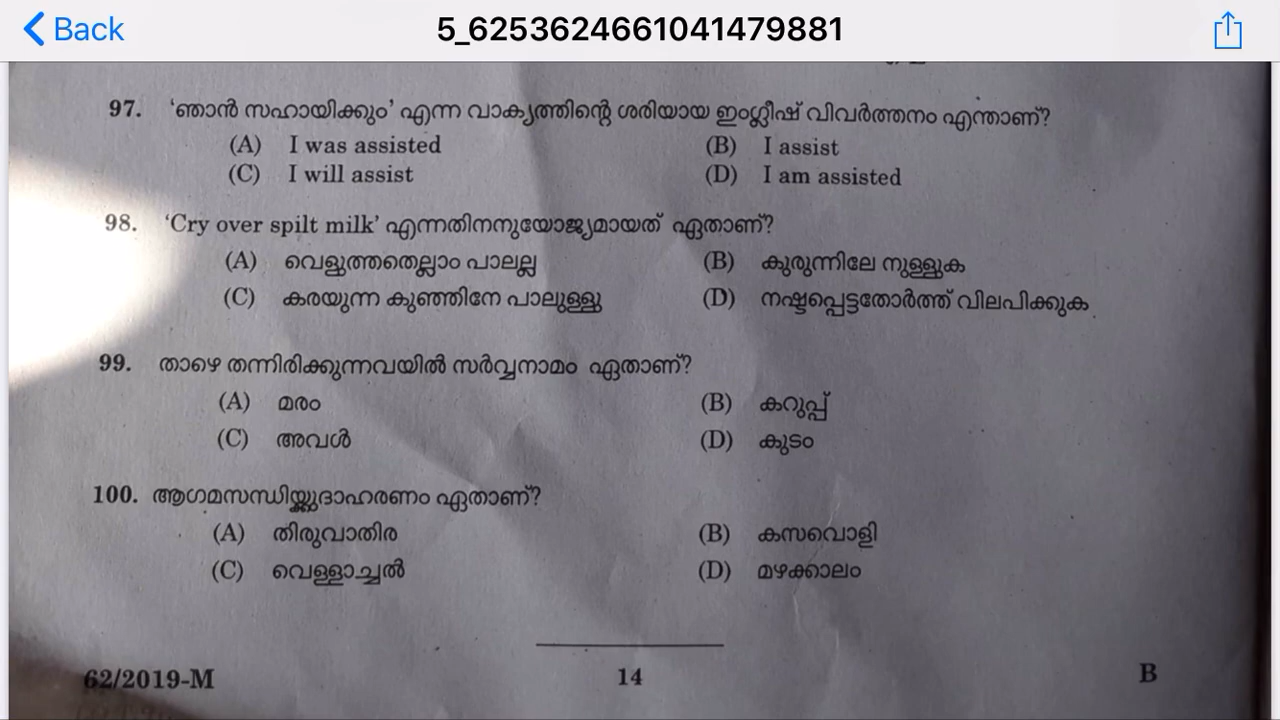 Back
5_6253624661041479881
97. 'ഞാൻ സഹായിക്കും' എന്ന വാക്യത്തിന്റെ ശരിയായ ഇംഗ്ലീഷ് വിവർത്തനം എന്താണ്?
(A) I was assisted (B) I assist
(C) I will assist (D) I am assisted
98. 'Cry over spilt milk' എന്നതിനനുയോജ്യമായത് ഏതാണ്?
(A) വെളുത്തതെല്ലാം പാലല്ല (B) കുരുന്നിലേ നുള്ളുക
(C) കരയുന്ന കുഞ്ഞിനേ പാലുള്ളു (D) നഷ്ടപ്പെട്ടതോർത്ത് വിലപിക്കുക
99. താഴെ തന്നിരിക്കുന്നവയിൽ സർവ്വനാമം ഏതാണ്?
(A) മരം (B) കറുപ്പ്
(C) അവൾ (D) കുടം
100. ആഗമസന്ധിയ്ക്കുദാഹരണം ഏതാണ്?
(A) തിരുവാതിര (B) കസവൊളി
(C) വെള്ളാച്ചൽ (D) മഴക്കാലം
62/2019-M 14 B